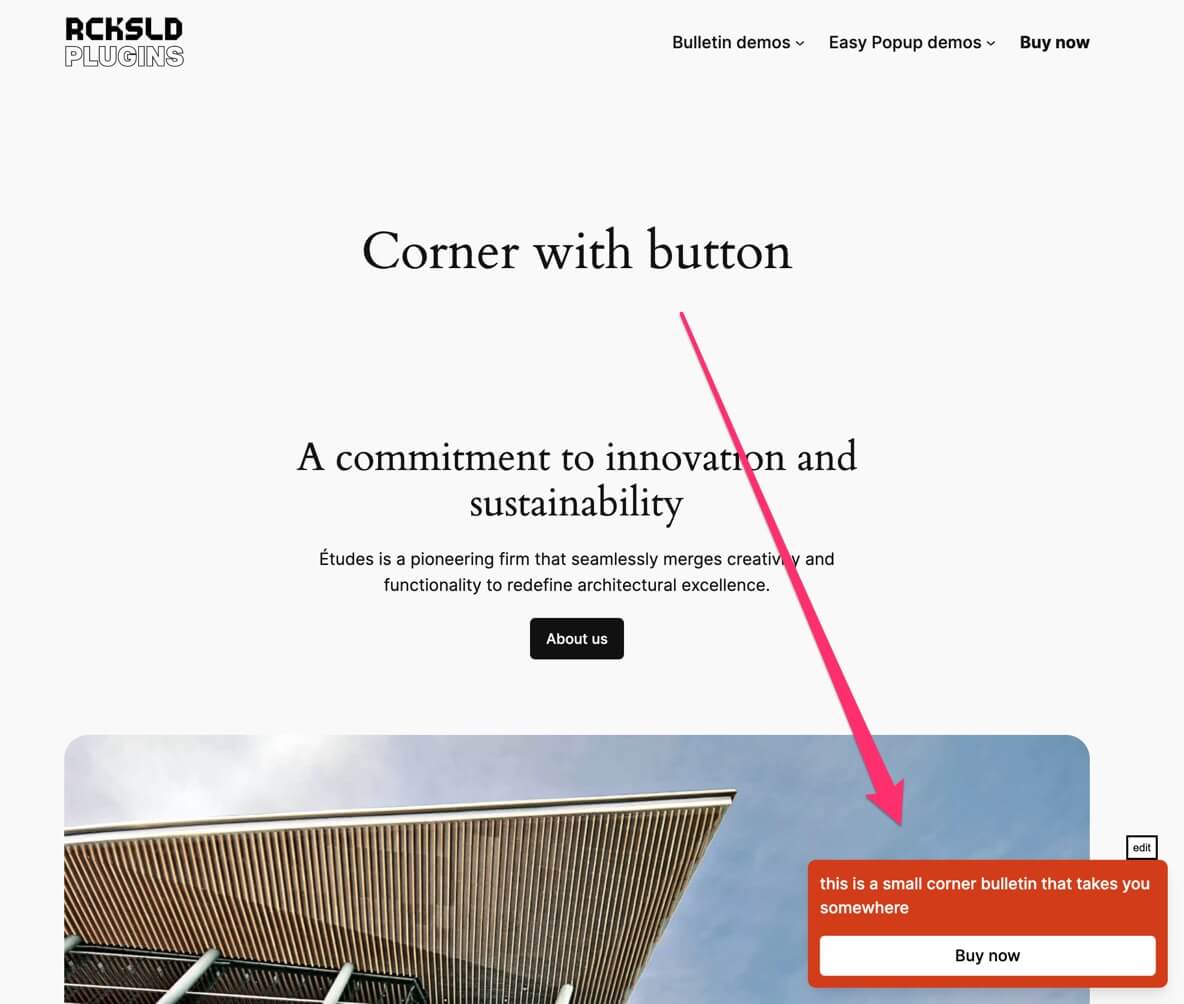 RCKSLD
PLUGINS
Bulletin demos
Easy Popup demos
Buy now
Corner with button
A commitment to innovation and
sustainability
Études is a pioneering firm that seamlessly merges creativity and
functionality to redefine architectural excellence.
About us
edit
this is a small corner bulletin that takes you
somewhere
Buy now